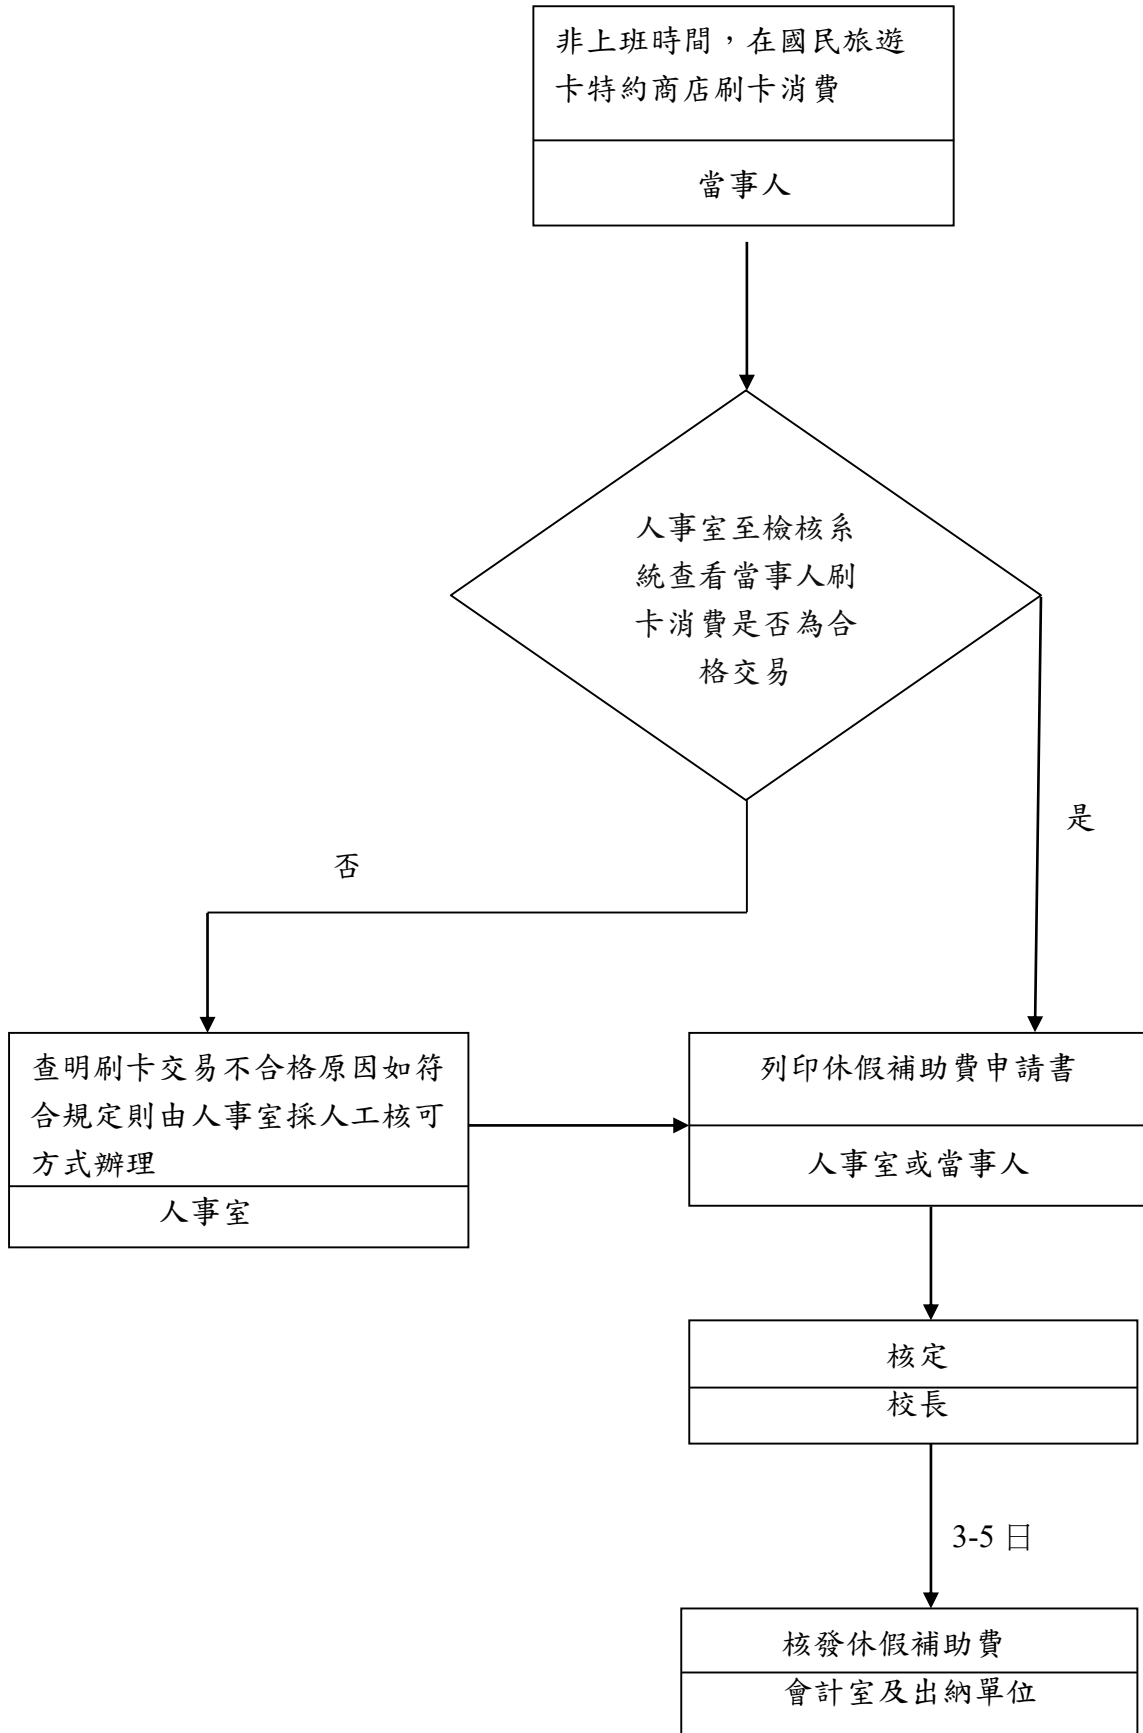 非上班時間，在國民旅遊
卡特約商店刷卡消費
當事人
人事室至檢核系
統查看當事人刷
卡消費是否為合
格交易
是
否
查明刷卡交易不合格原因如符
合規定則由人事室採人工核可
方式辦理
人事室
列印休假補助費申請書
人事室或當事人
核定
校長
3-5 日
核發休假補助費
會計室及出納單位